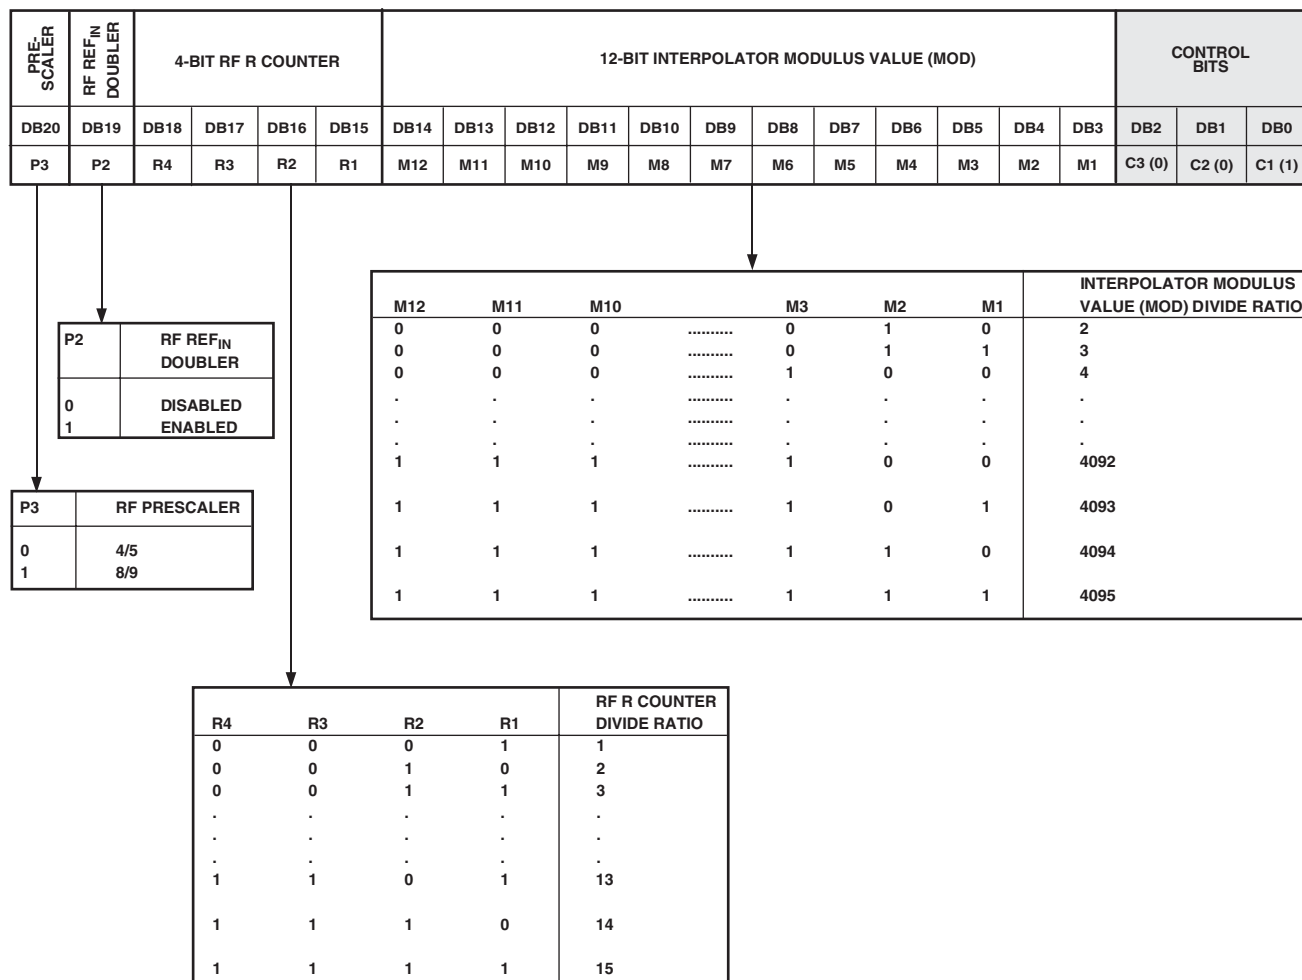 PRE-
SCALER
RF REFIN
DOUBLER
4-BIT RF R COUNTER
12-BIT INTERPOLATOR MODULUS VALUE (MOD)
CONTROL
BITS
DB20 DB19 DB18 DB17 DB16 DB15 DB14 DB13 DB12 DB11 DB10 DB9 DB8 DB7 DB6 DB5 DB4 DB3 DB2 DB1 DB0
P3 P2 R4 R3 R2 R1 M12 M11 M10 M9 M8 M7 M6 M5 M4 M3 M2 M1 C3 (0) C2 (0) C1 (1)
INTERPOLATOR MODULUS
M12 M11 M10 M3 M2 M1 VALUE (MOD) DIVIDE RATIO
0 0 0 .......... 0 1 0 2
0 0 0 .......... 0 1 1 3
0 0 0 .......... 1 0 0 4
. . . .......... . . . .
. . . .......... . . . .
. . . .......... . . . .
1 1 1 .......... 1 0 0 4092
1 1 1 .......... 1 0 1 4093
1 1 1 .......... 1 1 0 4094
1 1 1 .......... 1 1 1 4095
P2 RF REFIN
DOUBLER
0 DISABLED
1 ENABLED
P3 RF PRESCALER
0 4/5
1 8/9
RF R COUNTER
R4 R3 R2 R1 DIVIDE RATIO
0 0 0 1 1
0 0 1 0 2
0 0 1 1 3
. . . . .
. . . . .
. . . . .
1 1 0 1 13
1 1 1 0 14
1 1 1 1 15